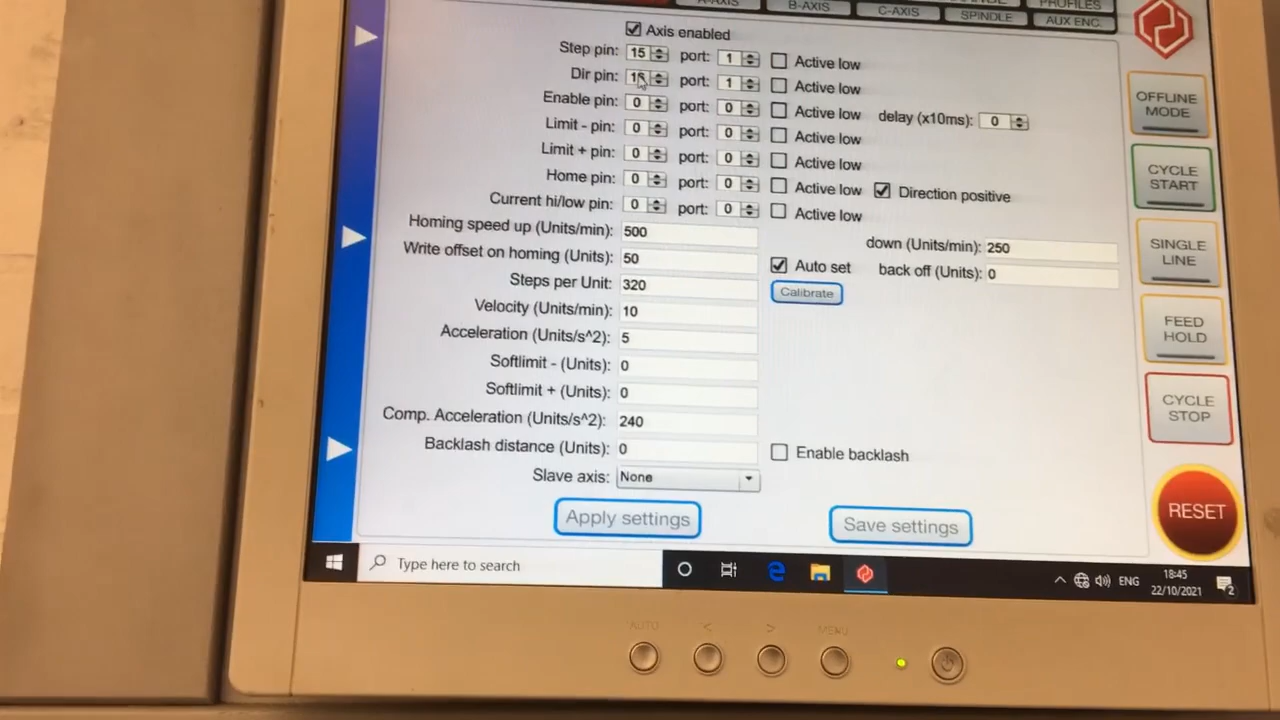 PROFILES
B-AXIS C-AXIS SPINDLE AUX ENC.
Axis enabled
Step pin: 15 port: 1 Active low
Dir pin: port: 1 Active low
Enable pin: 0 port: 0 Active low delay (x10ms): 0
Limit - pin: 0 port: 0 Active low
Limit + pin: 0 port: 0 Active low
Home pin: 0 port: 0 Active low Direction positive
Current hi/low pin: 0 port: 0 Active low
Homing speed up (Units/min): 500 down (Units/min): 250
Write offset on homing (Units): 50 Auto set back off (Units): 0
Steps per Unit: 320 Calibrate
Velocity (Units/min): 10
Acceleration (Units/s^2): 5
Softlimit - (Units): 0
Softlimit + (Units): 0
Comp. Acceleration (Units/s^2): 240
Backlash distance (Units): 0 Enable backlash
Slave axis: None
Apply settings Save settings
OFFLINE
MODE
CYCLE
START
SINGLE
LINE
FEED
HOLD
CYCLE
STOP
RESET
Type here to search
ENG
18:45
22/10/2021
2
AUTO < > MENU